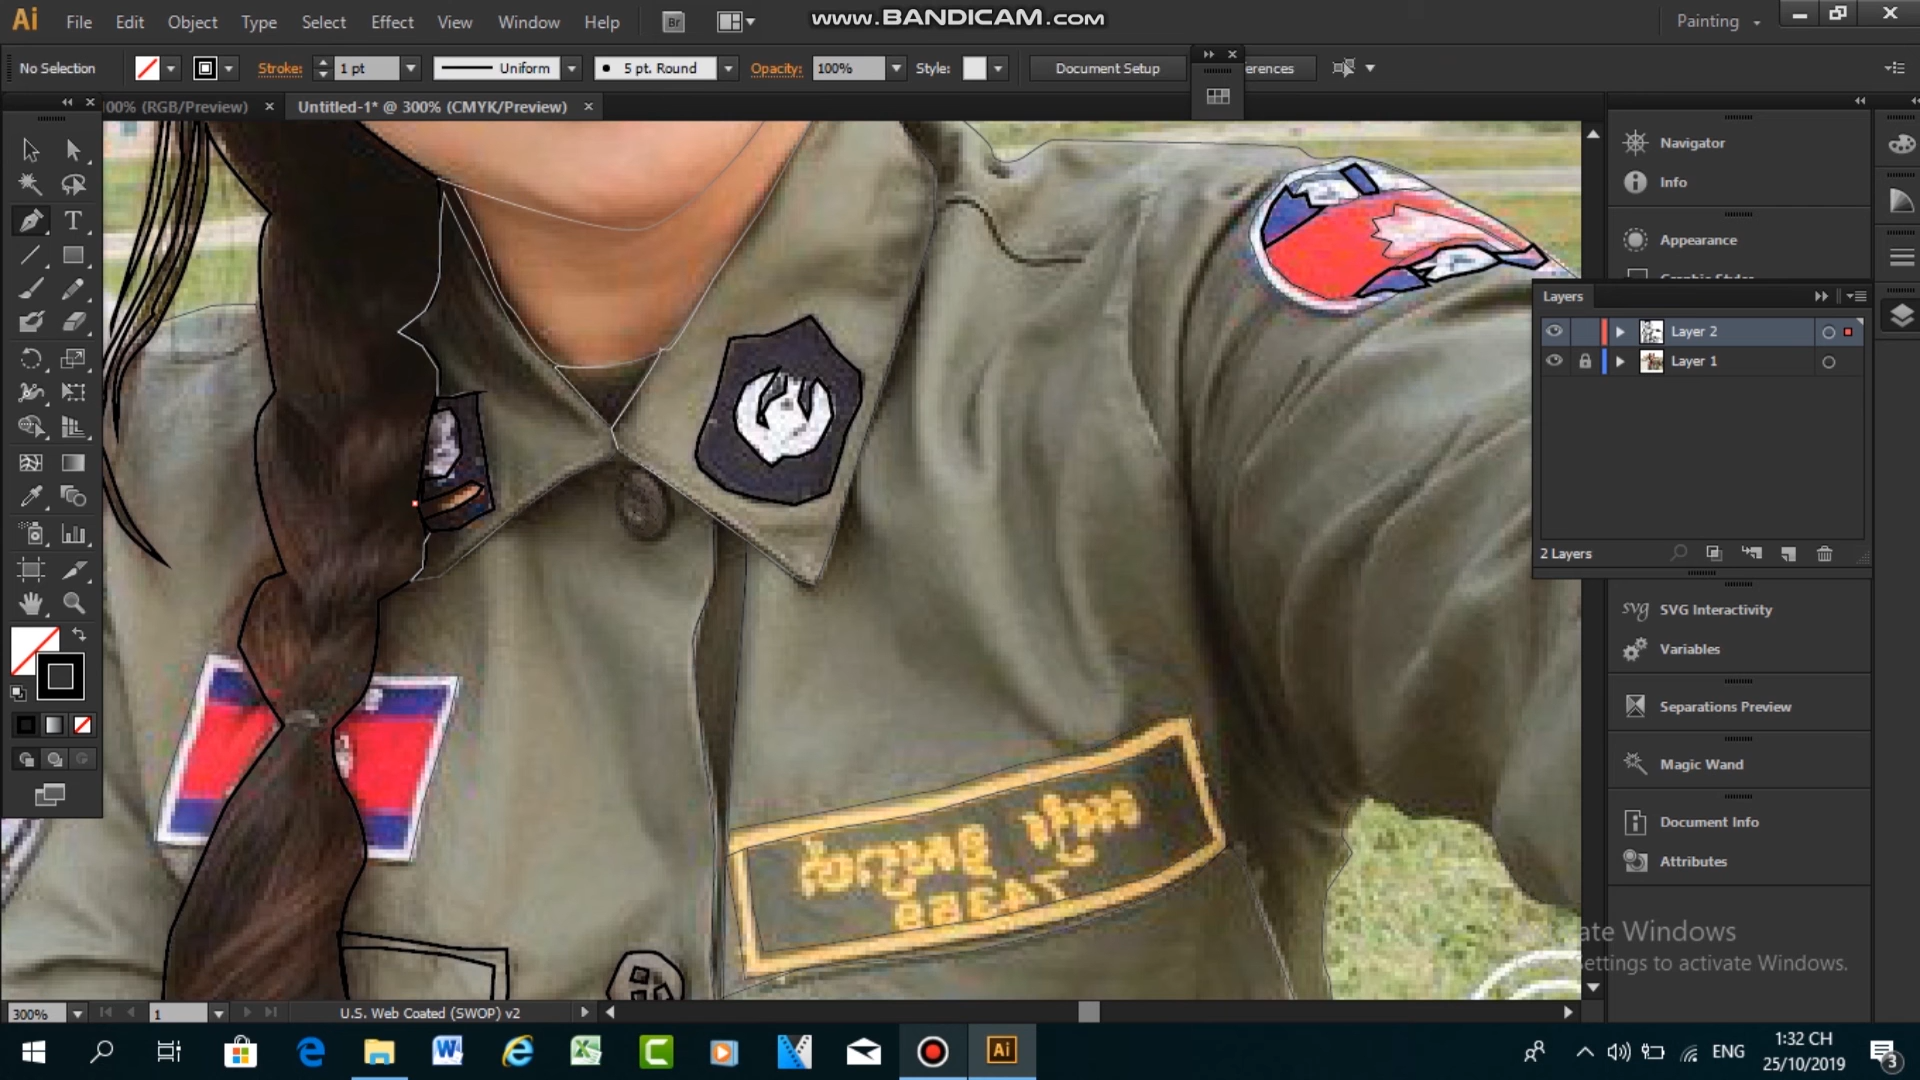 Ai File Edit Object Type Select Effect View Window Help Br www.BANDICAM.com Painting
No Selection Stroke: 1 pt Uniform 5 pt. Round Opacity: 100% Style: Document Setup erences
00% (RGB/Preview) Untitled-1* @ 300% (CMYK/Preview)
Navigator
Info
Appearance
Layers
Layer 2
Layer 1
2 Layers
SVG Interactivity
Variables
Separations Preview
Magic Wand
Document Info
Attributes
ate Windows
ettings to activate Windows.
300% 1 U.S. Web Coated (SWOP) v2
ENG
1:32 CH
25/10/2019
3